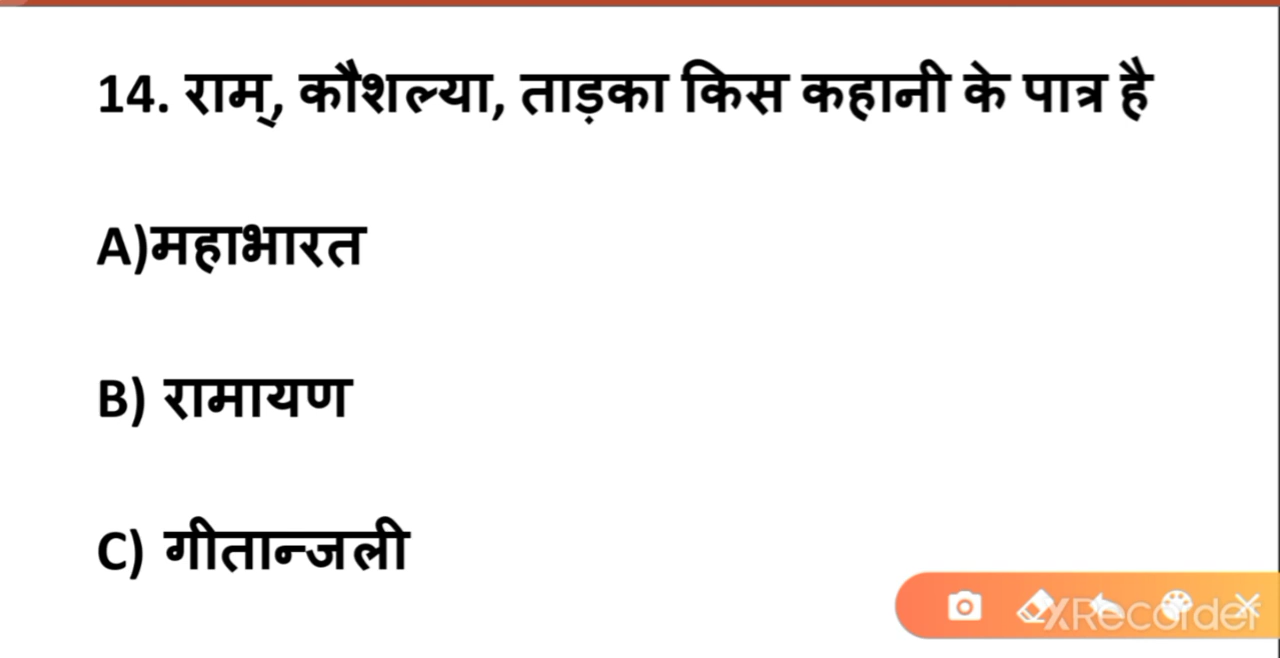 14. राम्, कौशल्या, ताड़का किस कहानी के पात्र है
A)महाभारत
B) रामायण
C) गीतान्जली
XRecorder